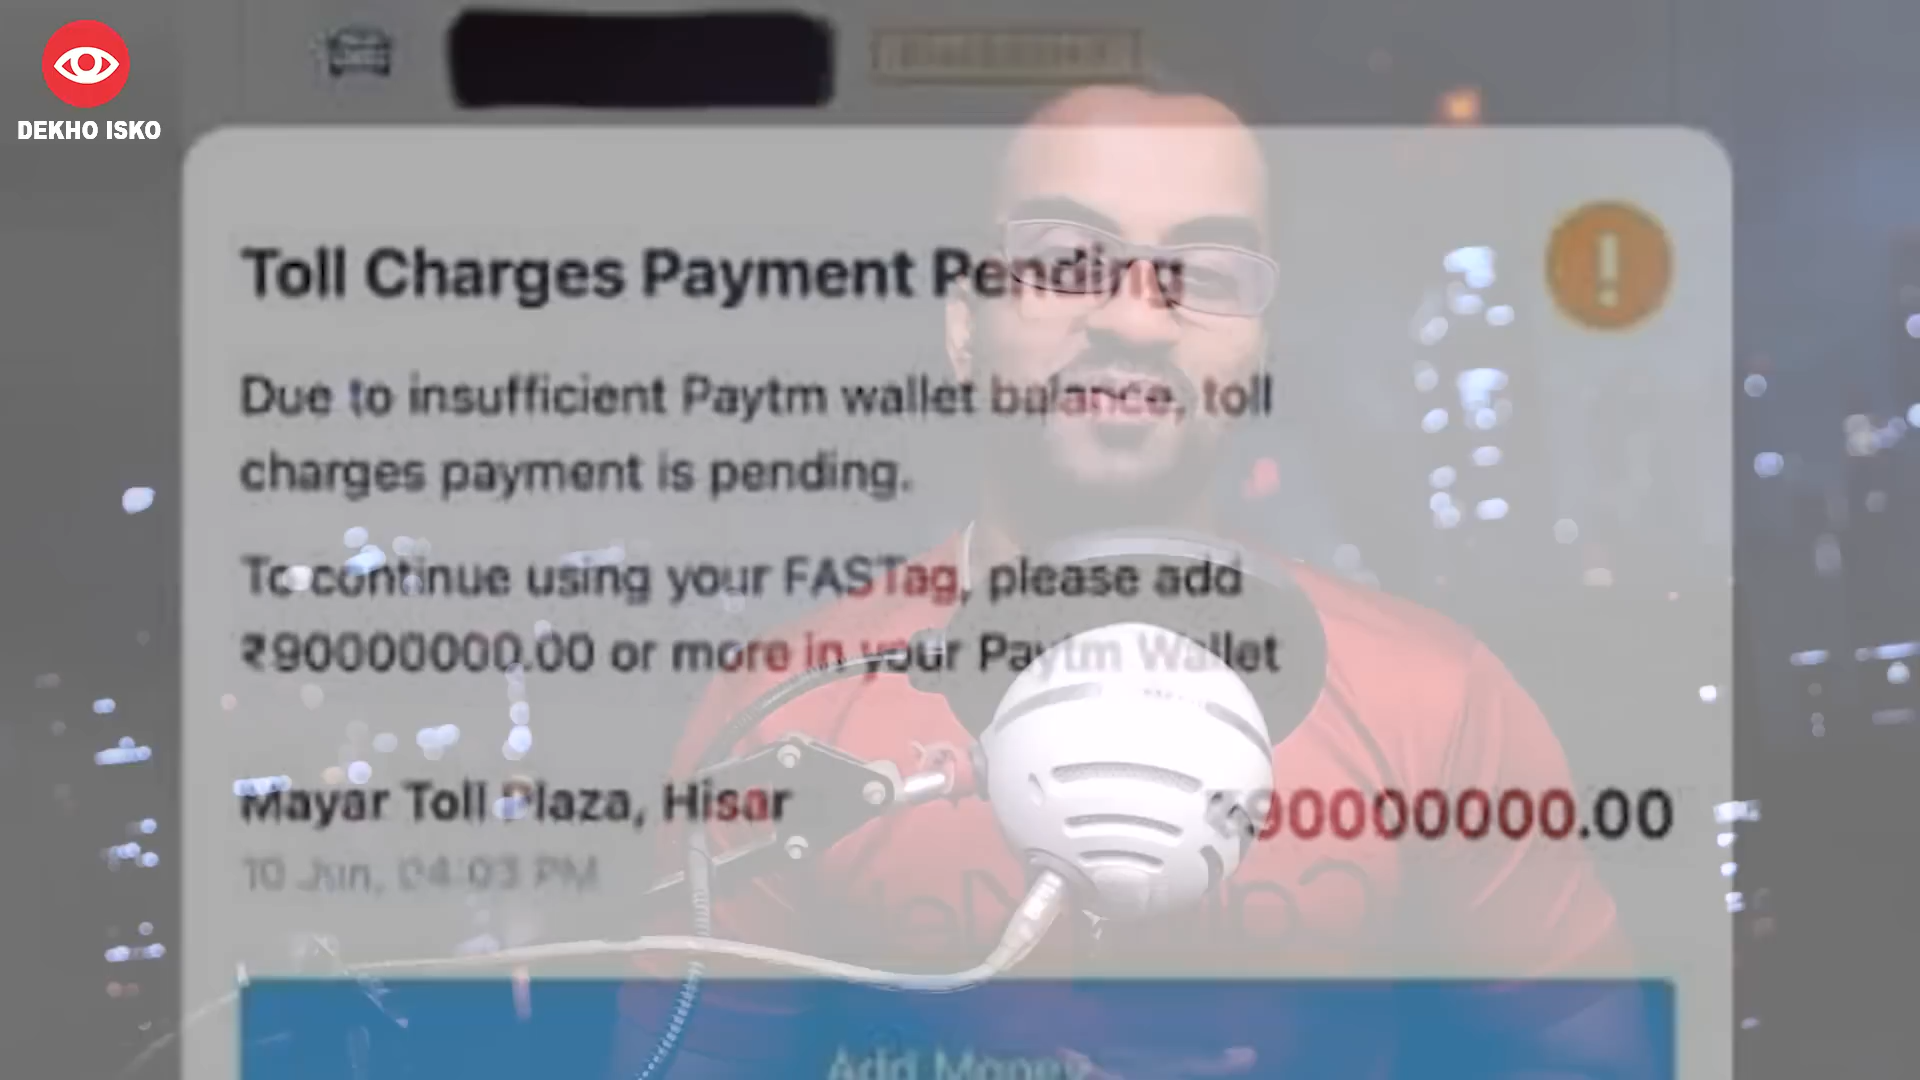 DEKHO ISKO
Toll Charges Payment Pending
Due to insufficient Paytm wallet balance, toll
charges payment is pending.
To continue using your FASTag, please add
₹90000000.00 or more in your Paytm Wallet
Mayar Toll Plaza, Hisar
₹90000000.00
10 Jun, 04:03 PM
Add Money